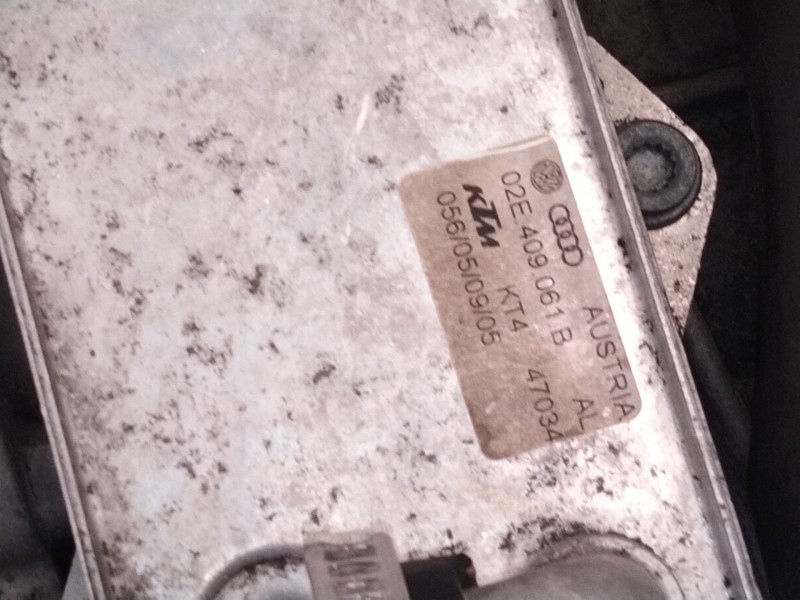 AUSTRIA
02E 409 061 B AL
KTM KT4 47034
056/05/09/05